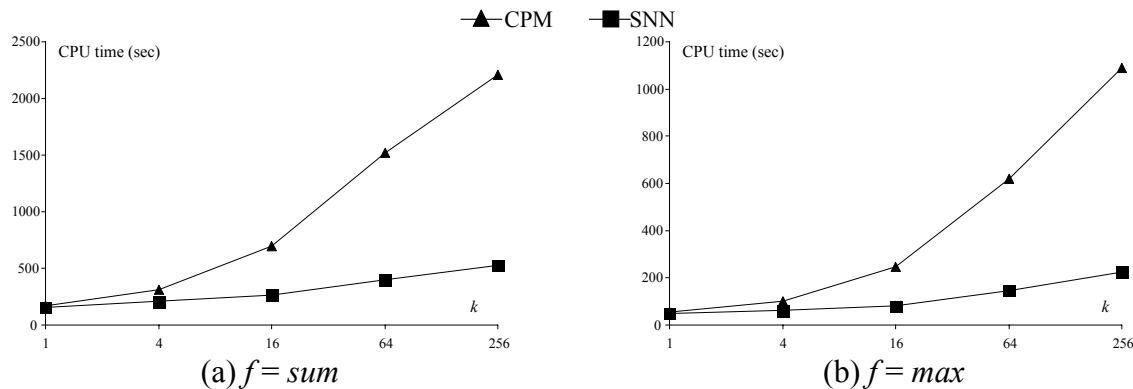 CPM SNN
CPU time (sec)
2500
2000
1500
1000
500
0
k
1 4 16 64 256
(a) f = sum
CPU time (sec)
1200
1000
800
600
400
200
0
k
1 4 16 64 256
(b) f = max